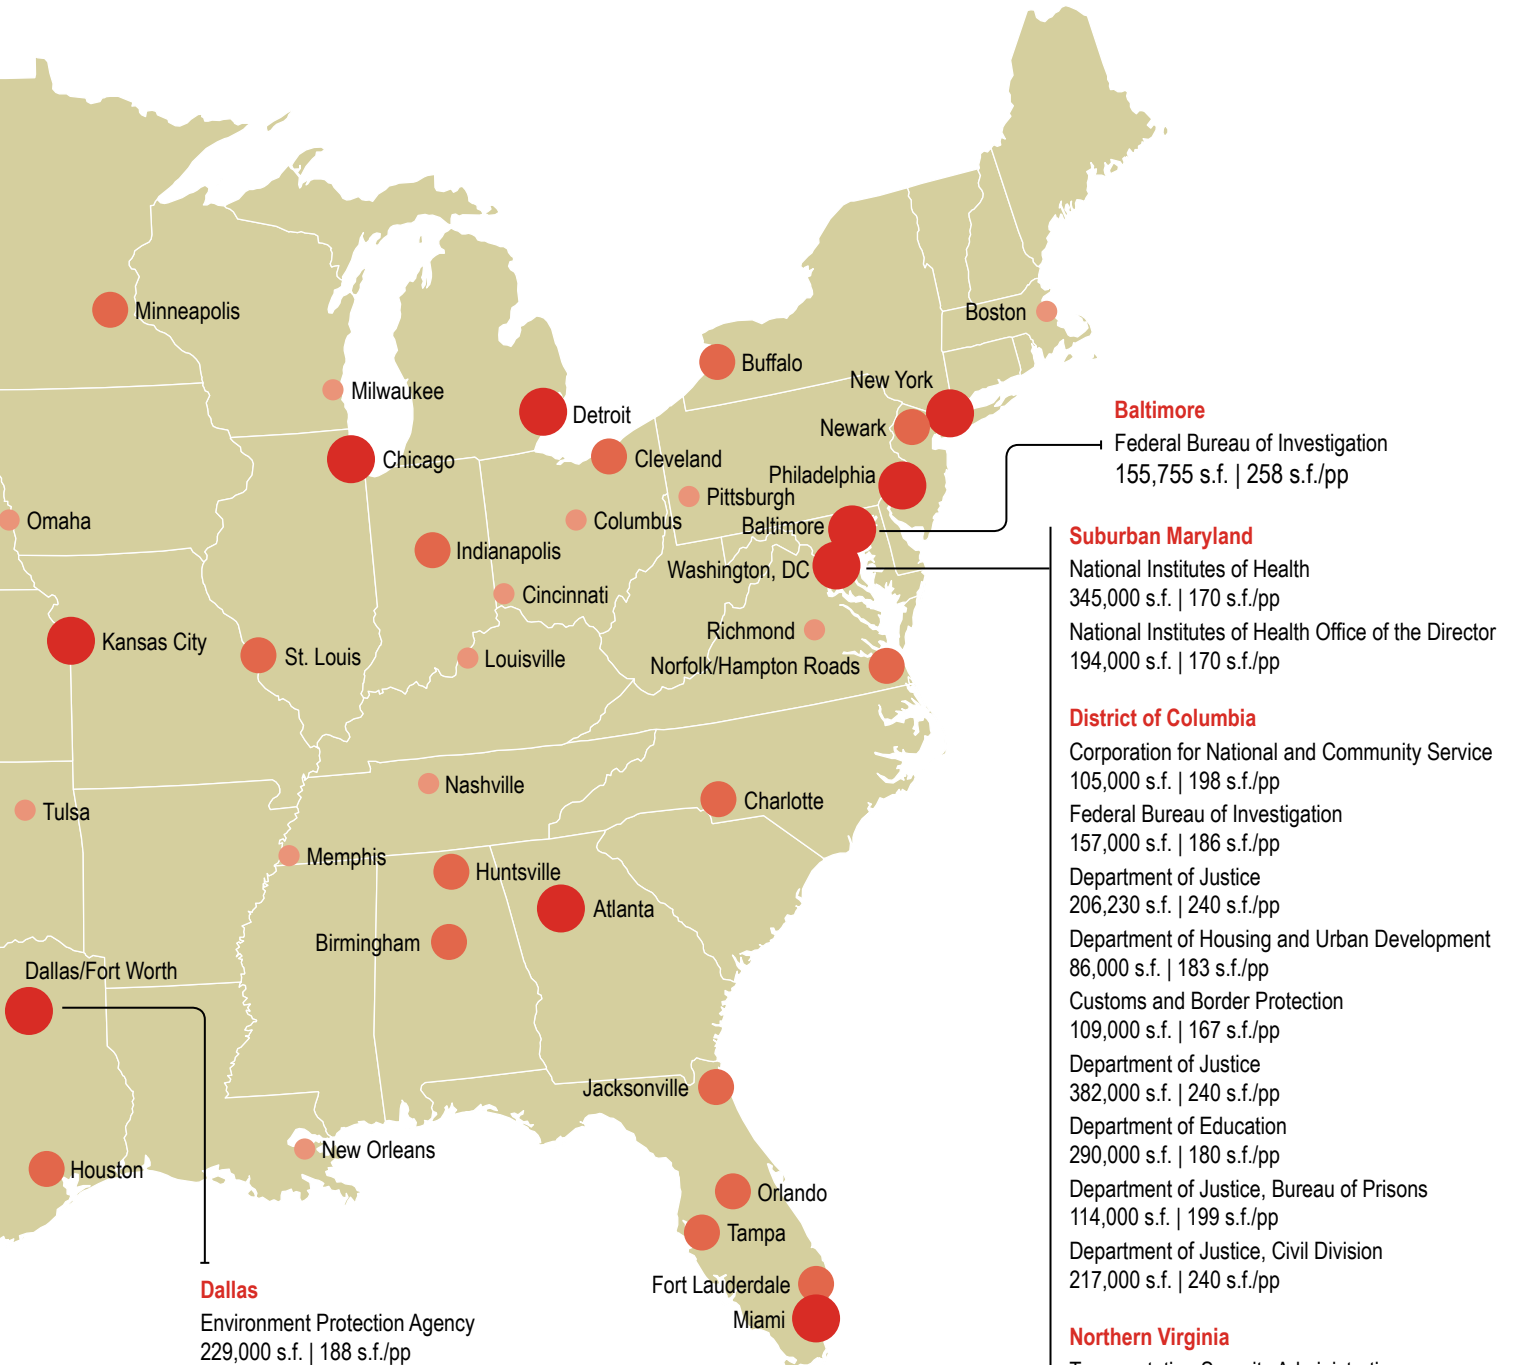 Minneapolis
Boston
Buffalo
New York
Milwaukee
Detroit
Newark
Chicago
Cleveland
Philadelphia
Pittsburgh
Omaha
Columbus
Baltimore
Indianapolis
Washington, DC
Cincinnati
Richmond
Kansas City
St. Louis
Louisville
Norfolk/Hampton Roads
Nashville
Charlotte
Tulsa
Memphis
Huntsville
Atlanta
Birmingham
Dallas/Fort Worth
Jacksonville
New Orleans
Houston
Orlando
Tampa
Fort Lauderdale
Miami
Dallas
Environment Protection Agency
229,000 s.f. | 188 s.f./pp
Baltimore
Federal Bureau of Investigation
155,755 s.f. | 258 s.f./pp
Suburban Maryland
National Institutes of Health
345,000 s.f. | 170 s.f./pp
National Institutes of Health Office of the Director
194,000 s.f. | 170 s.f./pp
District of Columbia
Corporation for National and Community Service
105,000 s.f. | 198 s.f./pp
Federal Bureau of Investigation
157,000 s.f. | 186 s.f./pp
Department of Justice
206,230 s.f. | 240 s.f./pp
Department of Housing and Urban Development
86,000 s.f. | 183 s.f./pp
Customs and Border Protection
109,000 s.f. | 167 s.f./pp
Department of Justice
382,000 s.f. | 240 s.f./pp
Department of Education
290,000 s.f. | 180 s.f./pp
Department of Justice, Bureau of Prisons
114,000 s.f. | 199 s.f./pp
Department of Justice, Civil Division
217,000 s.f. | 240 s.f./pp
Northern Virginia